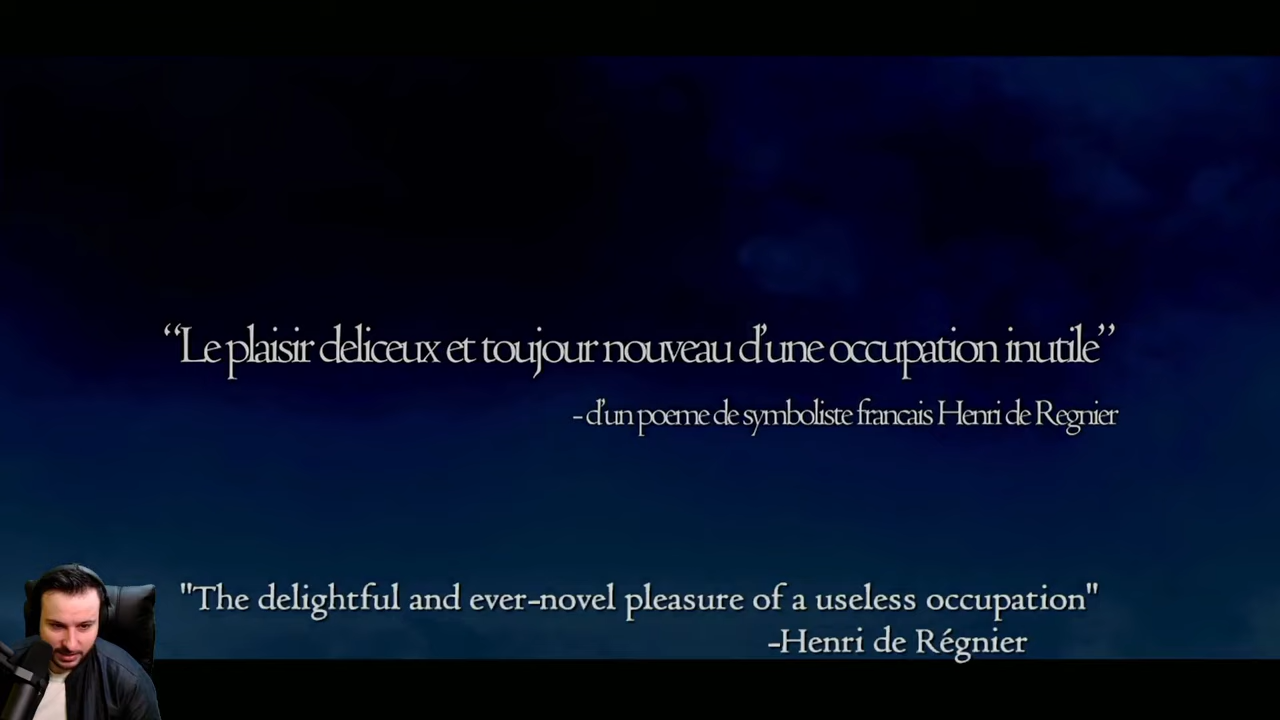 “Le plaisir deliceux et toujour nouveau d’une occupation inutile”
- d’un poeme de symboliste francais Henri de Regnier
"The delightful and ever-novel pleasure of a useless occupation"
-Henri de Régnier